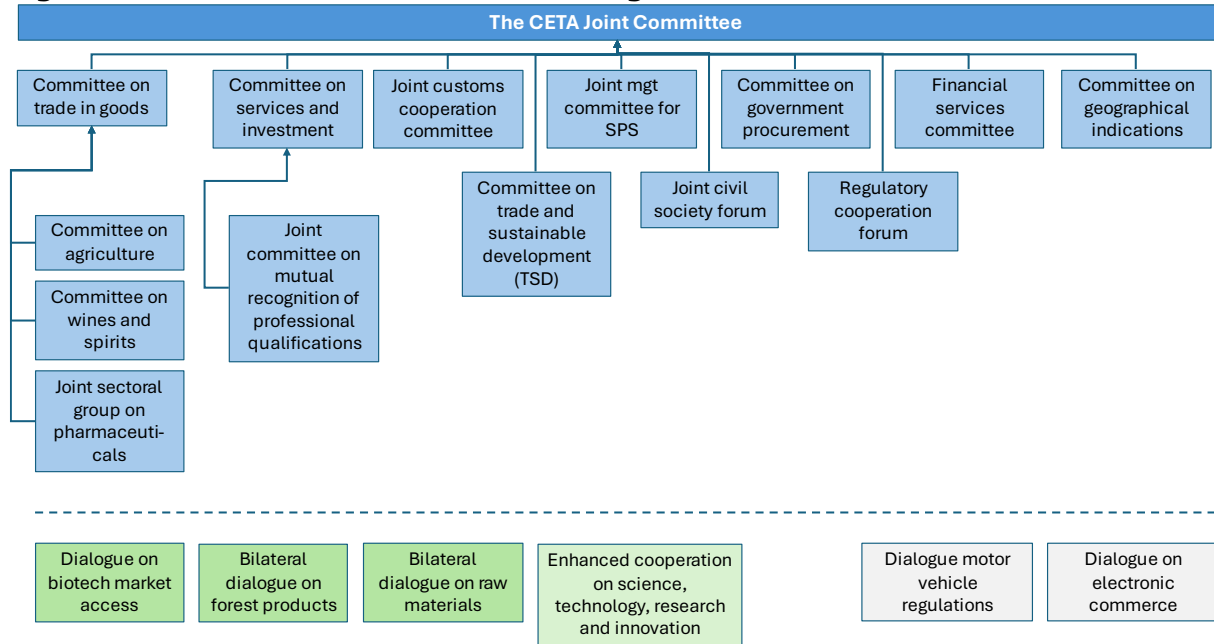 The CETA Joint Committee
Committee on
trade in goods
Committee on
services and
investment
Joint customs
cooperation
committee
Joint mgt
committee for
SPS
Committee on
government
procurement
Financial
services
committee
Committee on
geographical
indications
Committee on
trade and
sustainable
development
(TSD)
Joint civil
society forum
Regulatory
cooperation
forum
Committee on
agriculture
Committee on
wines and
spirits
Joint sectoral
group on
pharmaceuti-
cals
Joint
committee on
mutual
recognition of
professional
qualifications
Dialogue on
biotech market
access
Bilateral
dialogue on
forest products
Bilateral
dialogue on raw
materials
Enhanced cooperation
on science,
technology, research
and innovation
Dialogue motor
vehicle
regulations
Dialogue on
electronic
commerce